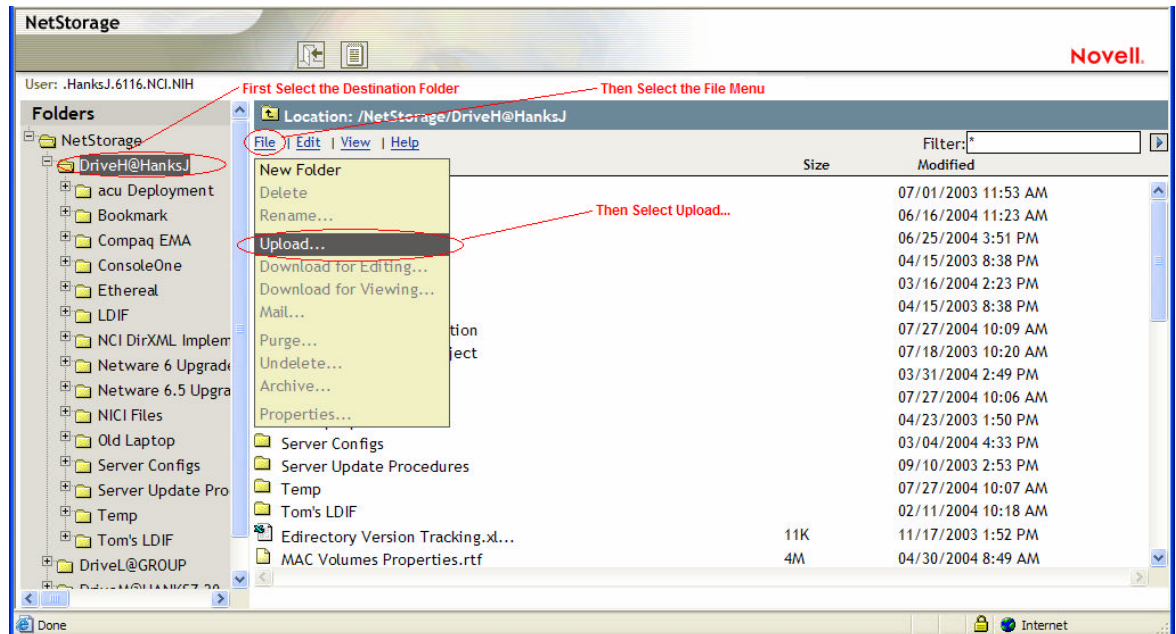 NetStorage
Novell.
User: .HanksJ.6116.NCI.NIH
First Select the Destination Folder
Then Select the File Menu
Folders
Location: /NetStorage/DriveH@HanksJ
NetStorage
File | Edit | View | Help
Filter:*
DriveH@HanksJ
Size
Modified
New Folder
acu Deployment
Delete
07/01/2003 11:53 AM
Bookmark
Rename...
Then Select Upload...
06/16/2004 11:23 AM
Compaq EMA
Upload...
06/25/2004 3:51 PM
ConsoleOne
Download for Editing...
04/15/2003 8:38 PM
Ethereal
Download for Viewing...
03/16/2004 2:23 PM
LDIF
Mail...
04/15/2003 8:38 PM
NCI DirXML Implem
Purge...
tion
07/27/2004 10:09 AM
Netware 6 Upgrade
Undelete...
ject
07/18/2003 10:20 AM
Netware 6.5 Upgra
Archive...
03/31/2004 2:49 PM
07/27/2004 10:06 AM
NICI Files
Properties...
04/23/2003 1:50 PM
Old Laptop
Server Configs
03/04/2004 4:33 PM
Server Configs
Server Update Procedures
09/10/2003 2:53 PM
Server Update Pro
Temp
07/27/2004 10:07 AM
Temp
Tom's LDIF
02/11/2004 10:18 AM
Tom's LDIF
Edirectory Version Tracking.xl...
11K
11/17/2003 1:52 PM
DriveL@GROUP
MAC Volumes Properties.rtf
4M
04/30/2004 8:49 AM
Done
Internet